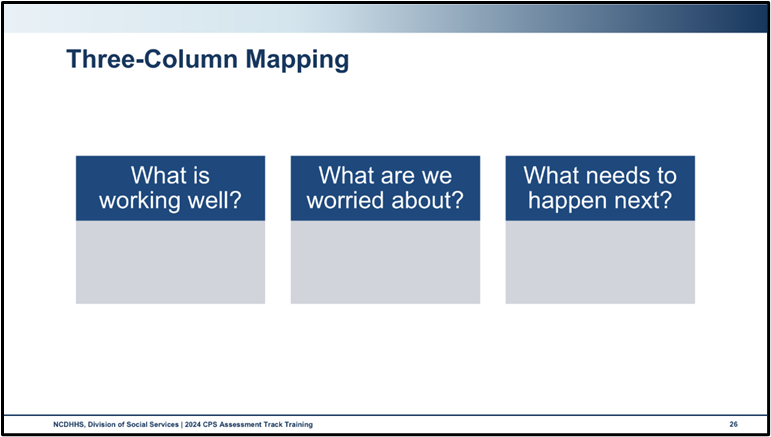 Three-Column Mapping
What is
working well?
What are we
worried about?
What needs to
happen next?
NCDHHS, Division of Social Services | 2024 CPS Assessment Track Training
26